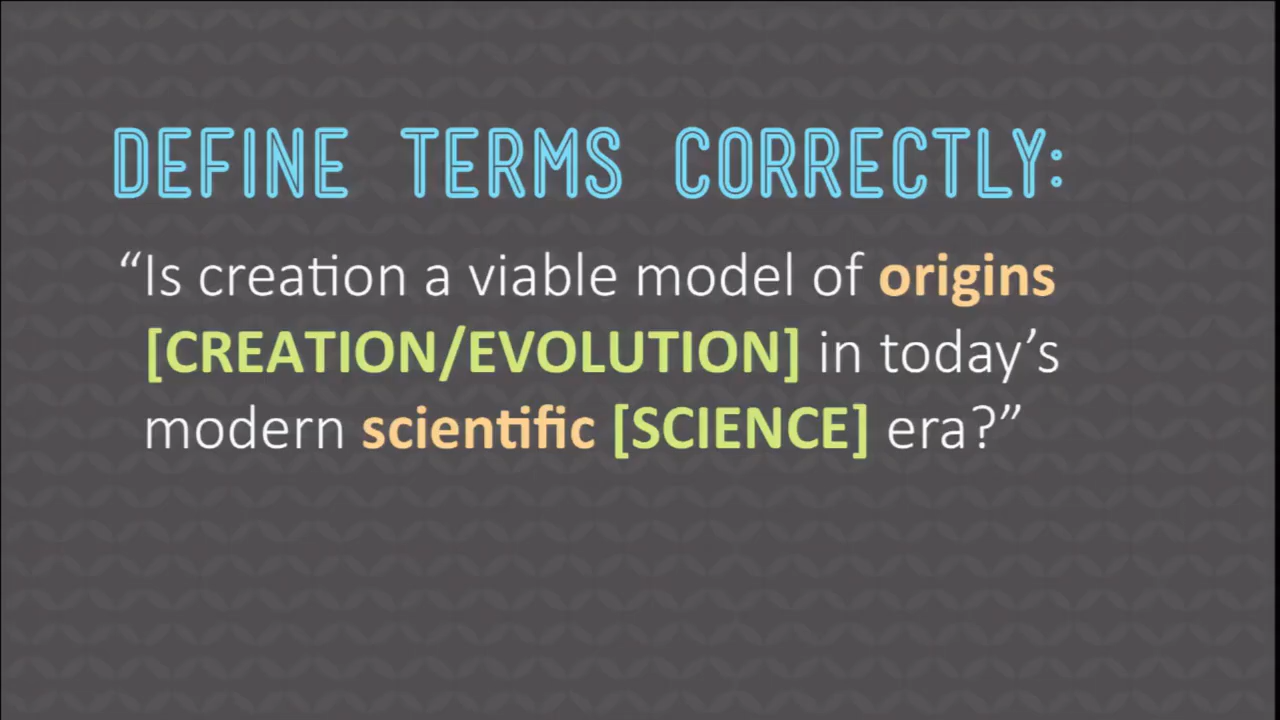 DEFINE TERMS CORRECTLY:
“Is creation a viable model of origins
[CREATION/EVOLUTION] in today’s
modern scientific [SCIENCE] era?”